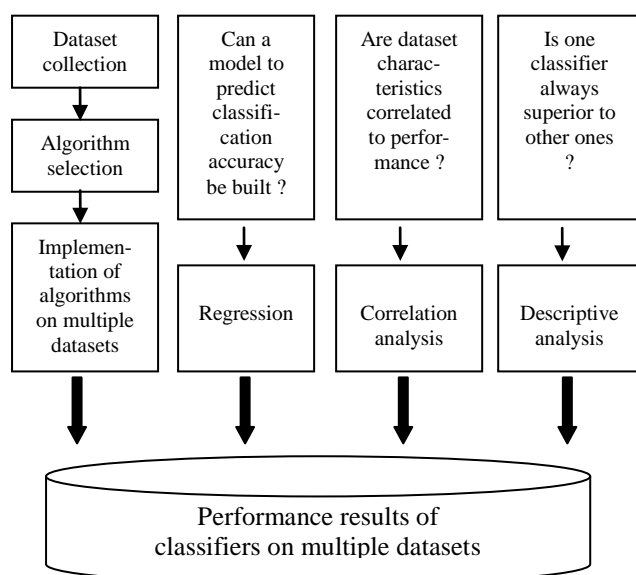 Dataset
collection
Algorithm
selection
Implemen-
tation of
algorithms
on multiple
datasets
Can a
model to
predict
classifi-
cation
accuracy
be built ?
Regression
Are dataset
charac-
teristics
correlated
to perfor-
mance ?
Correlation
analysis
Is one
classifier
always
superior to
other ones
?
Descriptive
analysis
Performance results of
classifiers on multiple datasets